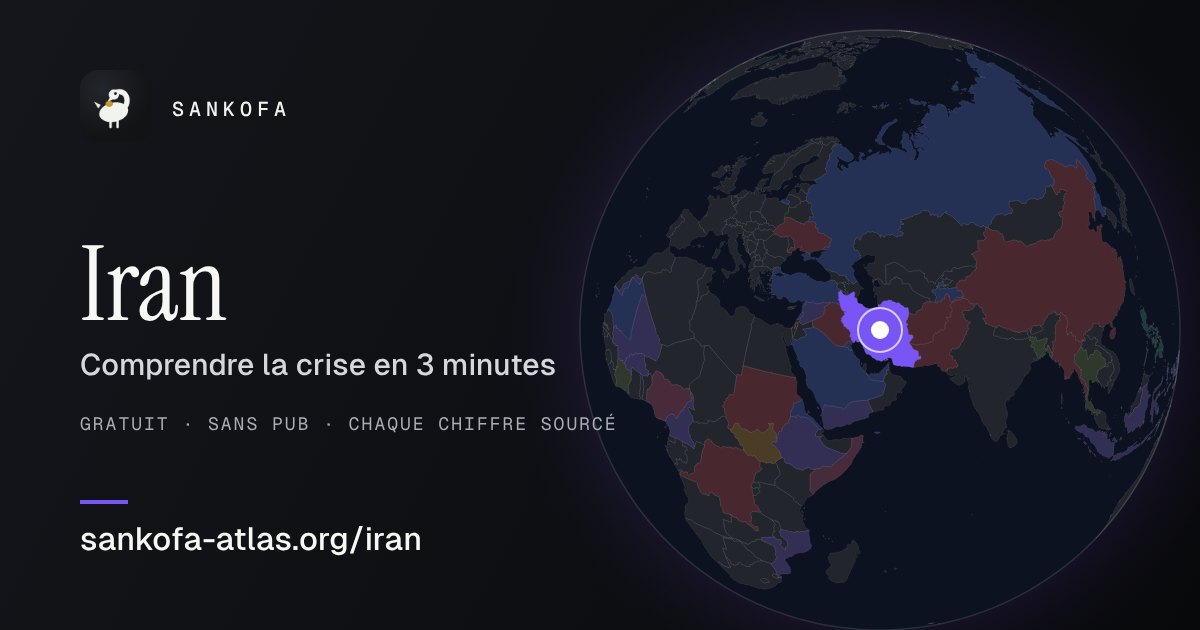 SANKOFA
Iran
Comprendre la crise en 3 minutes
GRATUIT · SANS PUB · CHAQUE CHIFFRE SOURCÉ
sankofa-atlas.org/iran